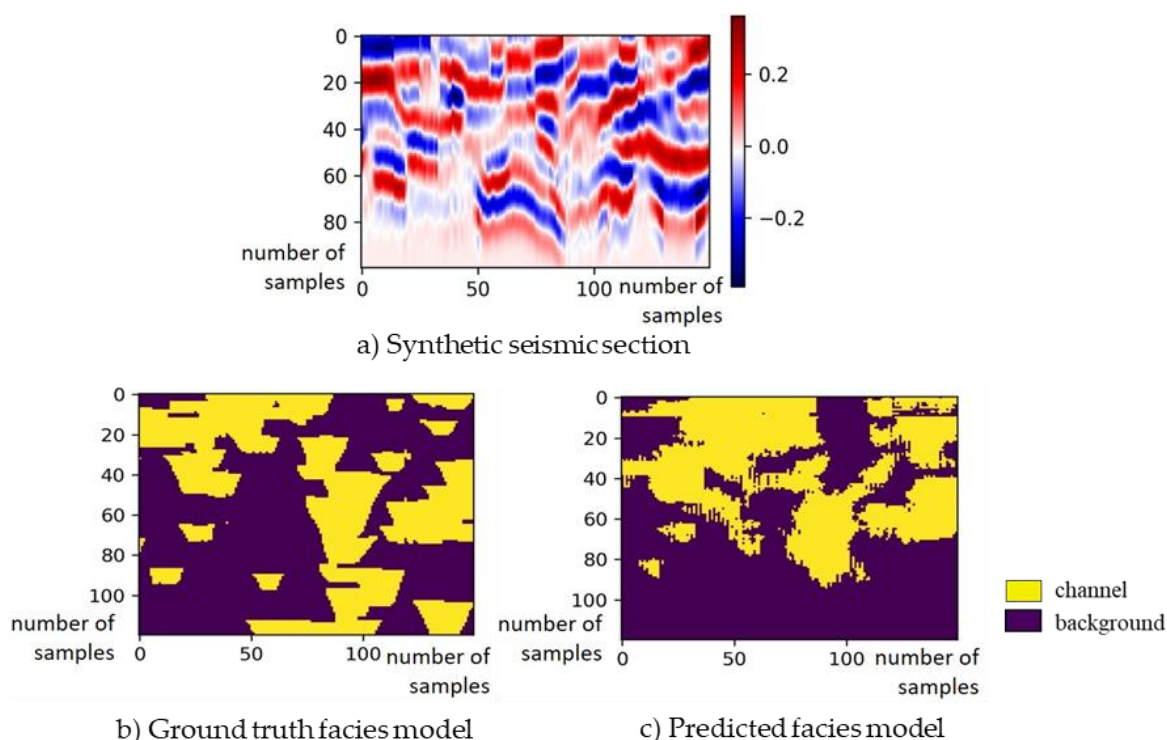 0
20
40
60
80
number of
samples
0
50
100
number of
samples
0.2
0.0
−0.2
a) Synthetic seismic section
0
20
40
60
80
100
number of
samples
0
50
100
number of
samples
b) Ground truth facies model
0
20
40
60
80
100
number of
samples
0
50
100
number of
samples
c) Predicted facies model
channel
background